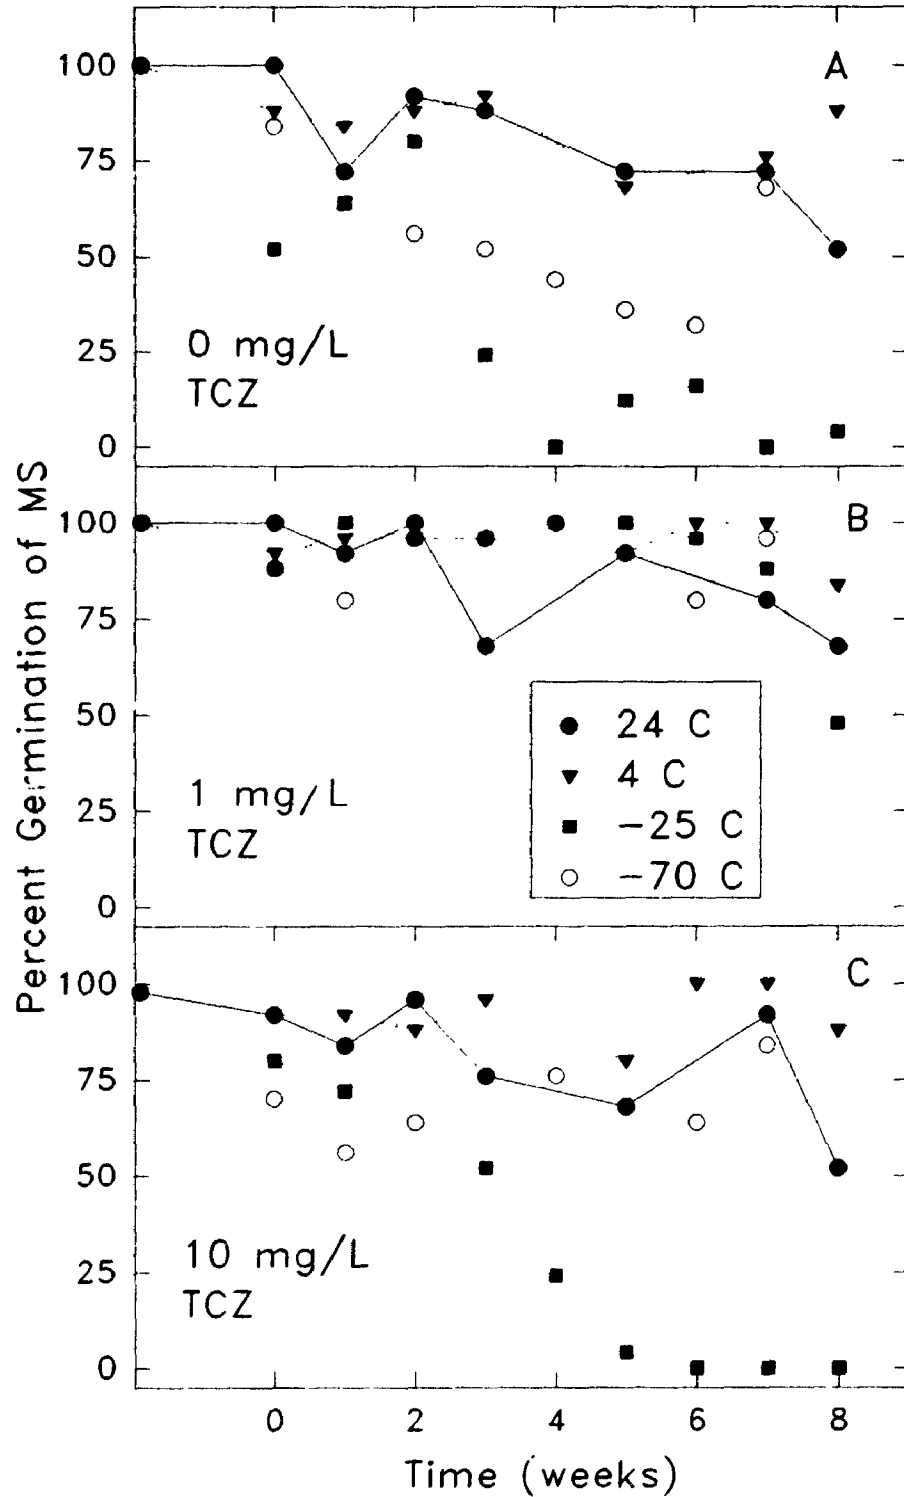 Percent Germination of MS
100
75
50
25
0
A
0 mg/L
TCZ
100
75
50
25
0
B
1 mg/L
TCZ
24 C
4 C
-25 C
-70 C
100
75
50
25
0
C
10 mg/L
TCZ
0 2 4 6 8
Time (weeks)